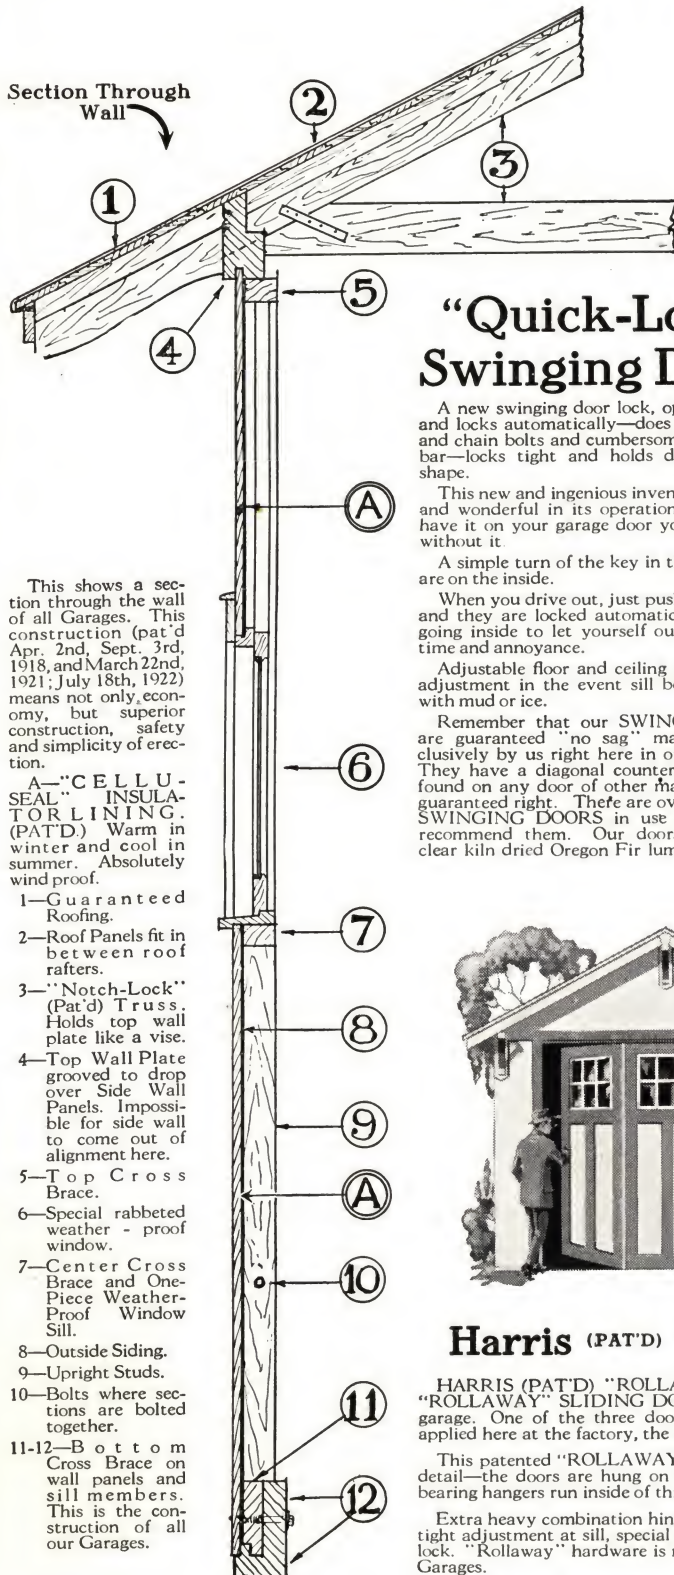 Section Through
Wall
1
2
3
4
5
A
6
7
8
9
A
10
11
12
This shows a sec-
tion through the wall
of all Garages. This
construction (pat'd
Apr. 2nd, Sept. 3rd,
1918, and March 22nd,
1921; July 18th, 1922)
means not only econ-
omy, but superior
construction, safety
and simplicity of erec-
tion.
A—"CELLU-
SEAL" INSULA-
TOR LINING.
(PAT'D.) Warm in
winter and cool in
summer. Absolutely
wind proof.
1—Guaranteed
Roofing.
2—Roof Panels fit in
between roof
rafters.
3—"Notch-Lock"
(Pat'd) Truss.
Holds top wall
plate like a vise.
4—Top Wall Plate
grooved to drop
over Side Wall
Panels. Impossi-
ble for side wall
to come out of
alignment here.
5—Top Cross
Brace.
6—Special rabbeted
weather-proof
window.
7—Center Cross
Brace and One-
Piece Weather-
Proof Window
Sill.
8—Outside Siding.
9—Upright Studs.
10—Bolts where sec-
tions are bolted
together.
11-12—Bottom
Cross Brace on
wall panels and
sill members.
This is the con-
struction of all
our Garages.
"Quick-Lo
Swinging D
A new swinging door lock, op
and locks automatically—does
and chain bolts and cumbersom
bar—locks tight and holds d
shape.
This new and ingenious inven
and wonderful in its operation
have it on your garage door yo
without it.
A simple turn of the key in t
are on the inside.
When you drive out, just pus
and they are locked automatic
going inside to let yourself ou
time and annoyance.
Adjustable floor and ceiling
adjustment in the event sill be
with mud or ice.
Remember that our SWING
are guaranteed "no sag" ma
clusively by us right here in o
They have a diagonal counter
found on any door of other ma
guaranteed right. There are ov
SWINGING DOORS in use
recommend them. Our door
clear kiln dried Oregon Fir lum
Harris (PAT'D)
HARRIS (PAT'D) "ROLLA
"ROLLAWAY" SLIDING DO
garage. One of the three doo
applied here at the factory, the
This patented "ROLLAWAY
detail—the doors are hung on
bearing hangers run inside of th
Extra heavy combination hin
tight adjustment at sill, special
lock. "Rollaway" hardware is n
Garages.